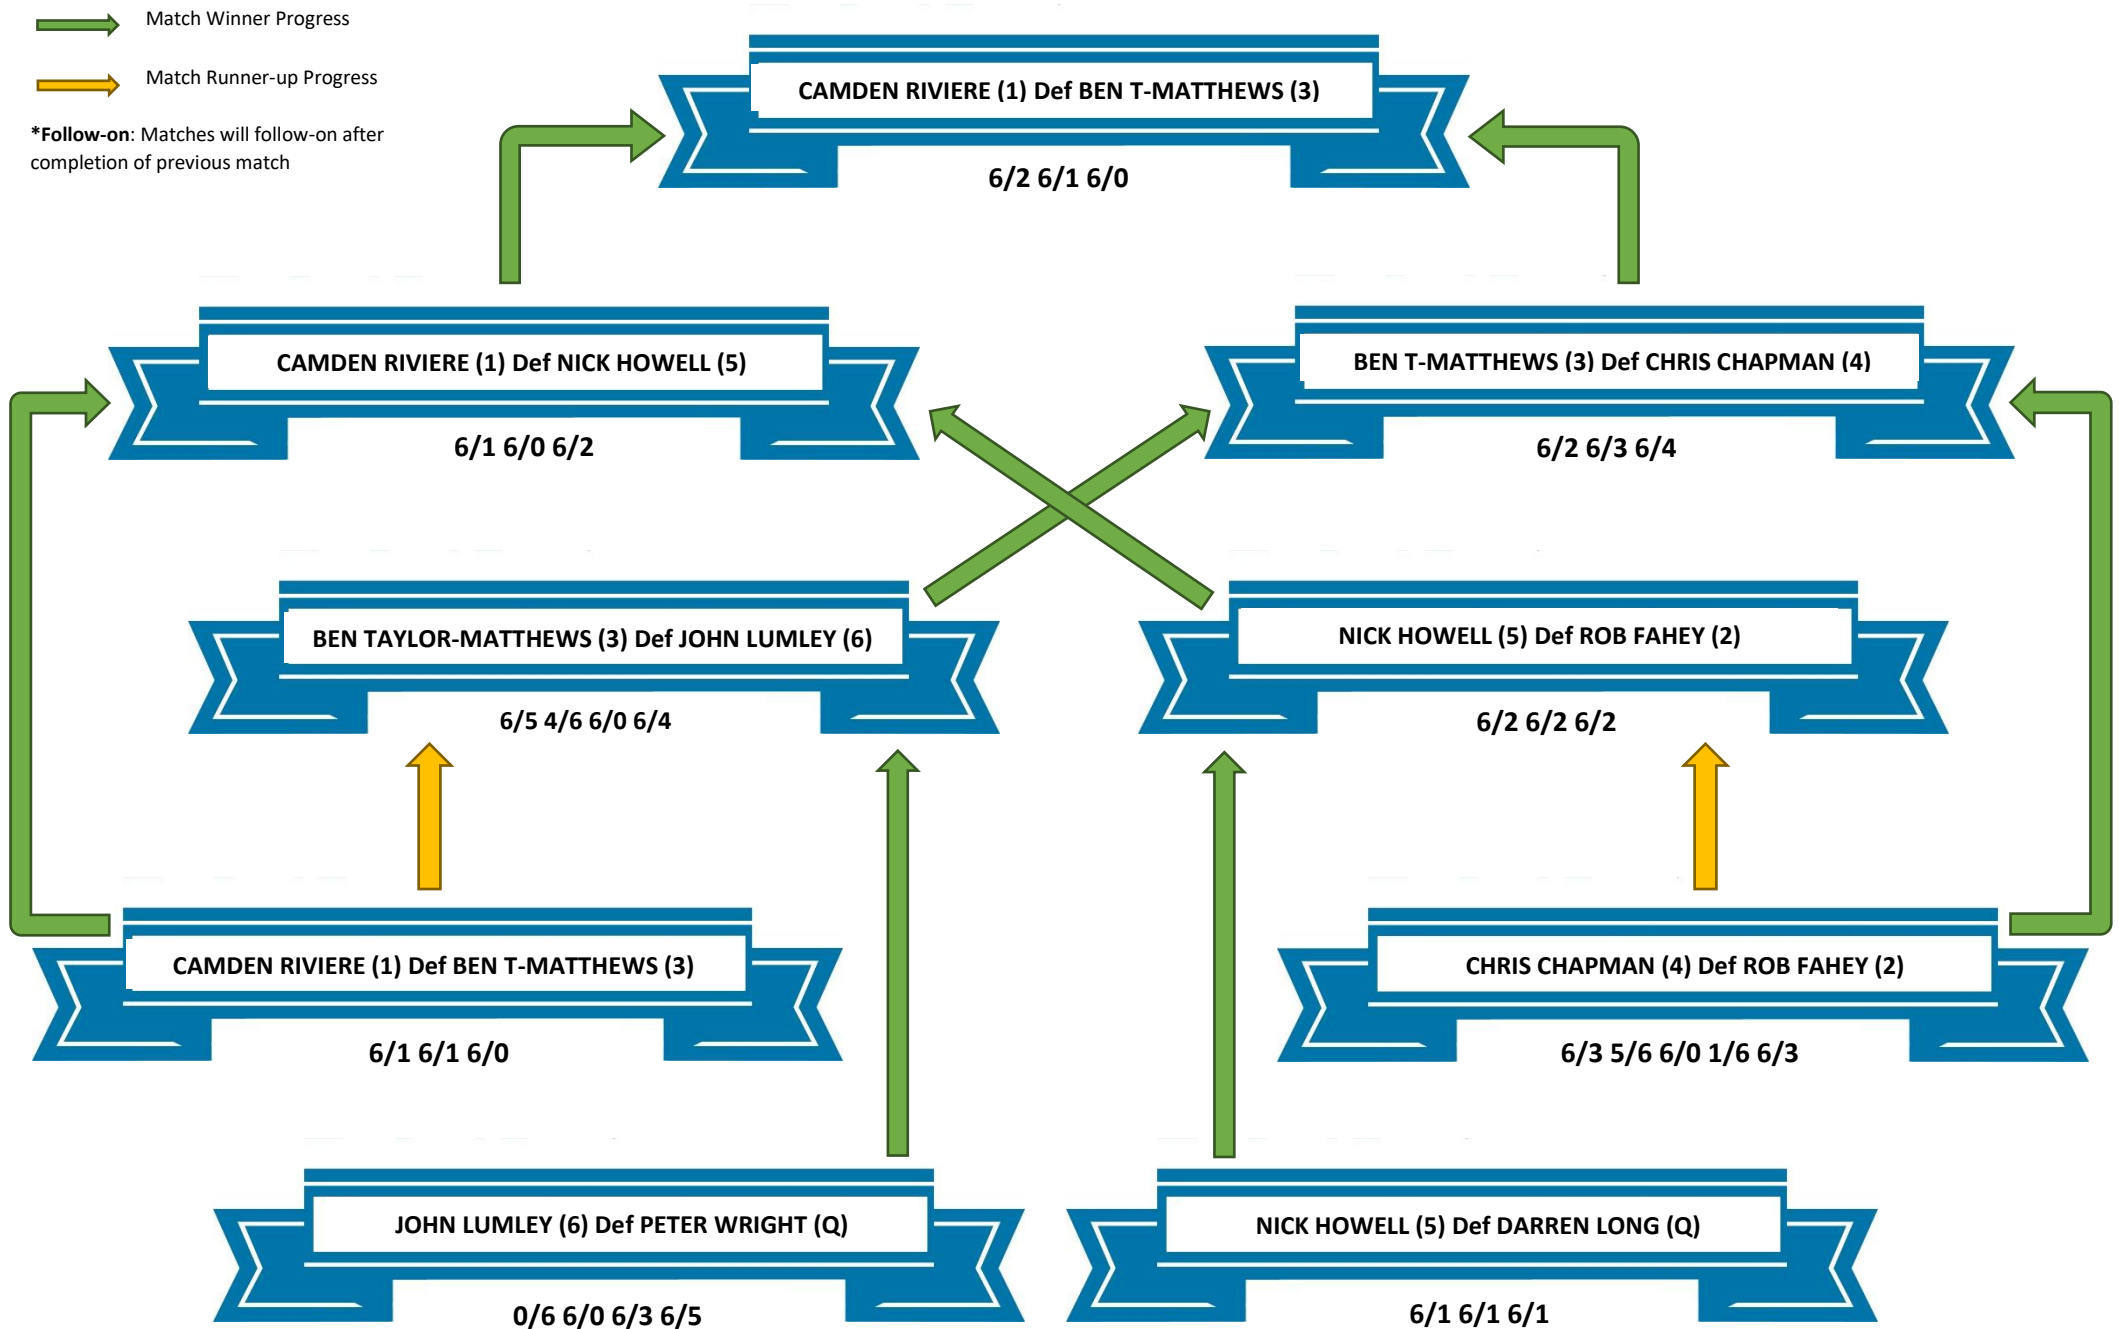 Match Winner Progress
Match Runner-up Progress
*Follow-on: Matches will follow-on after
completion of previous match
CAMDEN RIVIERE (1) Def BEN T-MATTHEWS (3)
6/2 6/1 6/0
CAMDEN RIVIERE (1) Def NICK HOWELL (5)
6/1 6/0 6/2
BEN T-MATTHEWS (3) Def CHRIS CHAPMAN (4)
6/2 6/3 6/4
BEN TAYLOR-MATTHEWS (3) Def JOHN LUMLEY (6)
6/5 4/6 6/0 6/4
NICK HOWELL (5) Def ROB FAHEY (2)
6/2 6/2 6/2
CAMDEN RIVIERE (1) Def BEN T-MATTHEWS (3)
6/1 6/1 6/0
CHRIS CHAPMAN (4) Def ROB FAHEY (2)
6/3 5/6 6/0 1/6 6/3
JOHN LUMLEY (6) Def PETER WRIGHT (Q)
0/6 6/0 6/3 6/5
NICK HOWELL (5) Def DARREN LONG (Q)
6/1 6/1 6/1